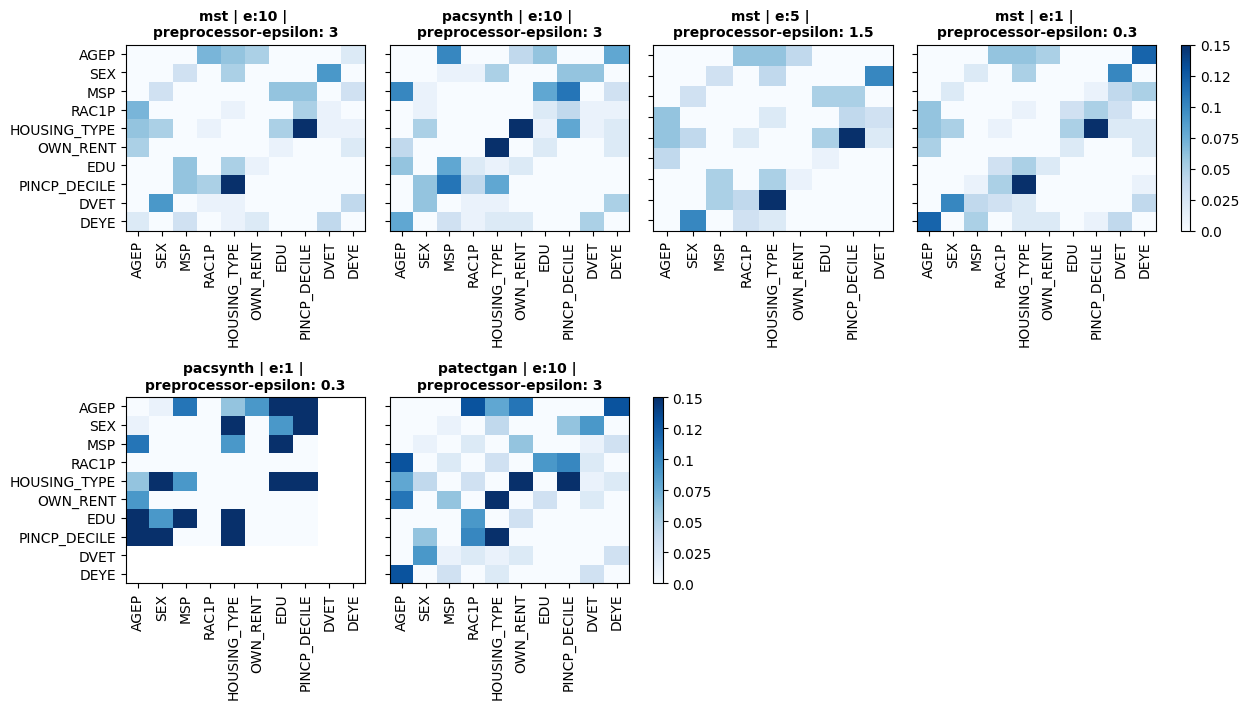 mst | e:10 |
preprocessor-epsilon: 3
pacsynth | e:10 |
preprocessor-epsilon: 3
mst | e:5 |
preprocessor-epsilon: 1.5
mst | e:1 |
preprocessor-epsilon: 0.3
AGEP
SEX
MSP
RAC1P
HOUSING_TYPE
OWN_RENT
EDU
PINCP_DECILE
DVET
DEYE
0.15
0.125
0.1
0.075
0.05
0.025
0.0
AGEP
SEX
MSP
RAC1P
HOUSING_TYPE
OWN_RENT
EDU
PINCP_DECILE
DVET
DEYE
AGEP
SEX
MSP
RAC1P
HOUSING_TYPE
OWN_RENT
EDU
PINCP_DECILE
DVET
DEYE
AGEP
SEX
MSP
RAC1P
HOUSING_TYPE
OWN_RENT
EDU
PINCP_DECILE
DVET
AGEP
SEX
MSP
RAC1P
HOUSING_TYPE
OWN_RENT
EDU
PINCP_DECILE
DVET
DEYE
pacsynth | e:1 |
preprocessor-epsilon: 0.3
patectgan | e:10 |
preprocessor-epsilon: 3
AGEP
SEX
MSP
RAC1P
HOUSING_TYPE
OWN_RENT
EDU
PINCP_DECILE
DVET
DEYE
0.15
0.125
0.1
0.075
0.05
0.025
0.0
AGEP
SEX
MSP
RAC1P
HOUSING_TYPE
OWN_RENT
EDU
PINCP_DECILE
DVET
DEYE
AGEP
SEX
MSP
RAC1P
HOUSING_TYPE
OWN_RENT
EDU
PINCP_DECILE
DVET
DEYE